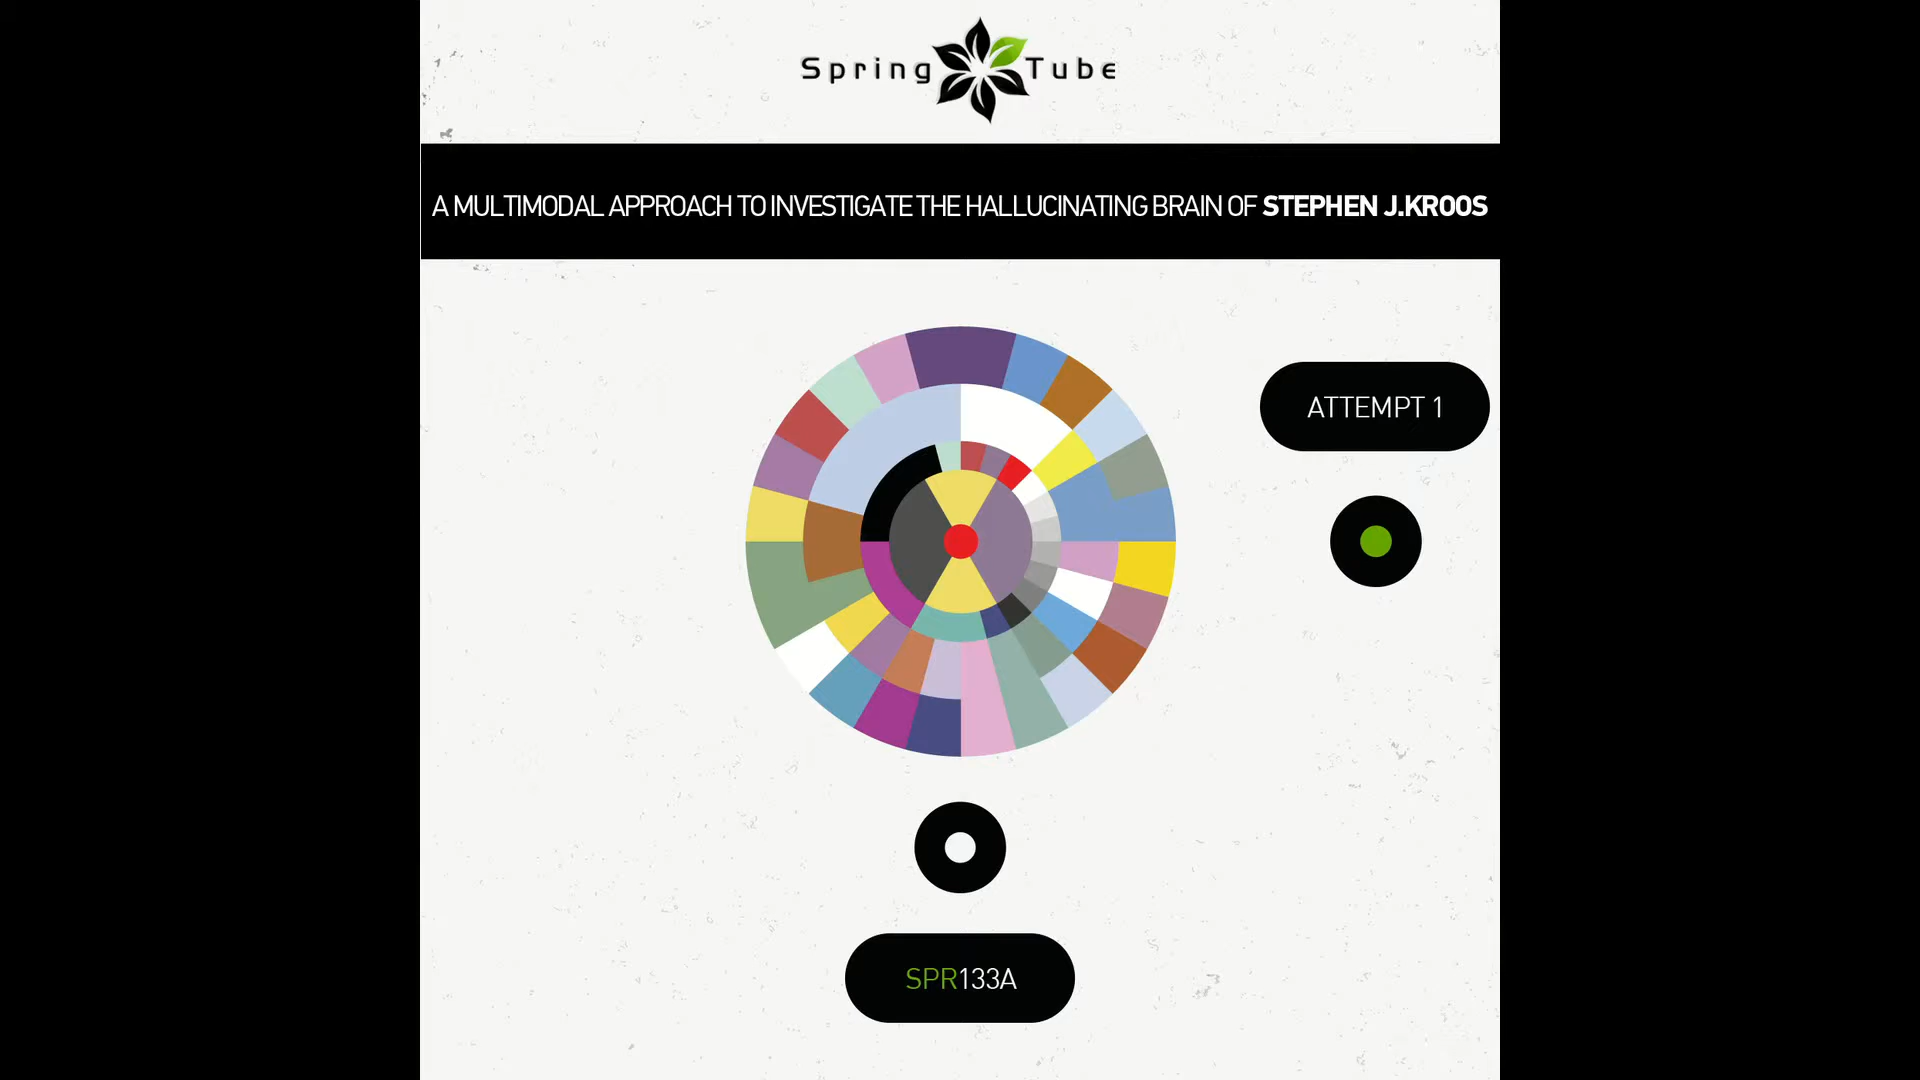 Spring Tube
A MULTIMODAL APPROACH TO INVESTIGATE THE HALLUCINATING BRAIN OF STEPHEN J.KROOS
ATTEMPT 1
SPR133A